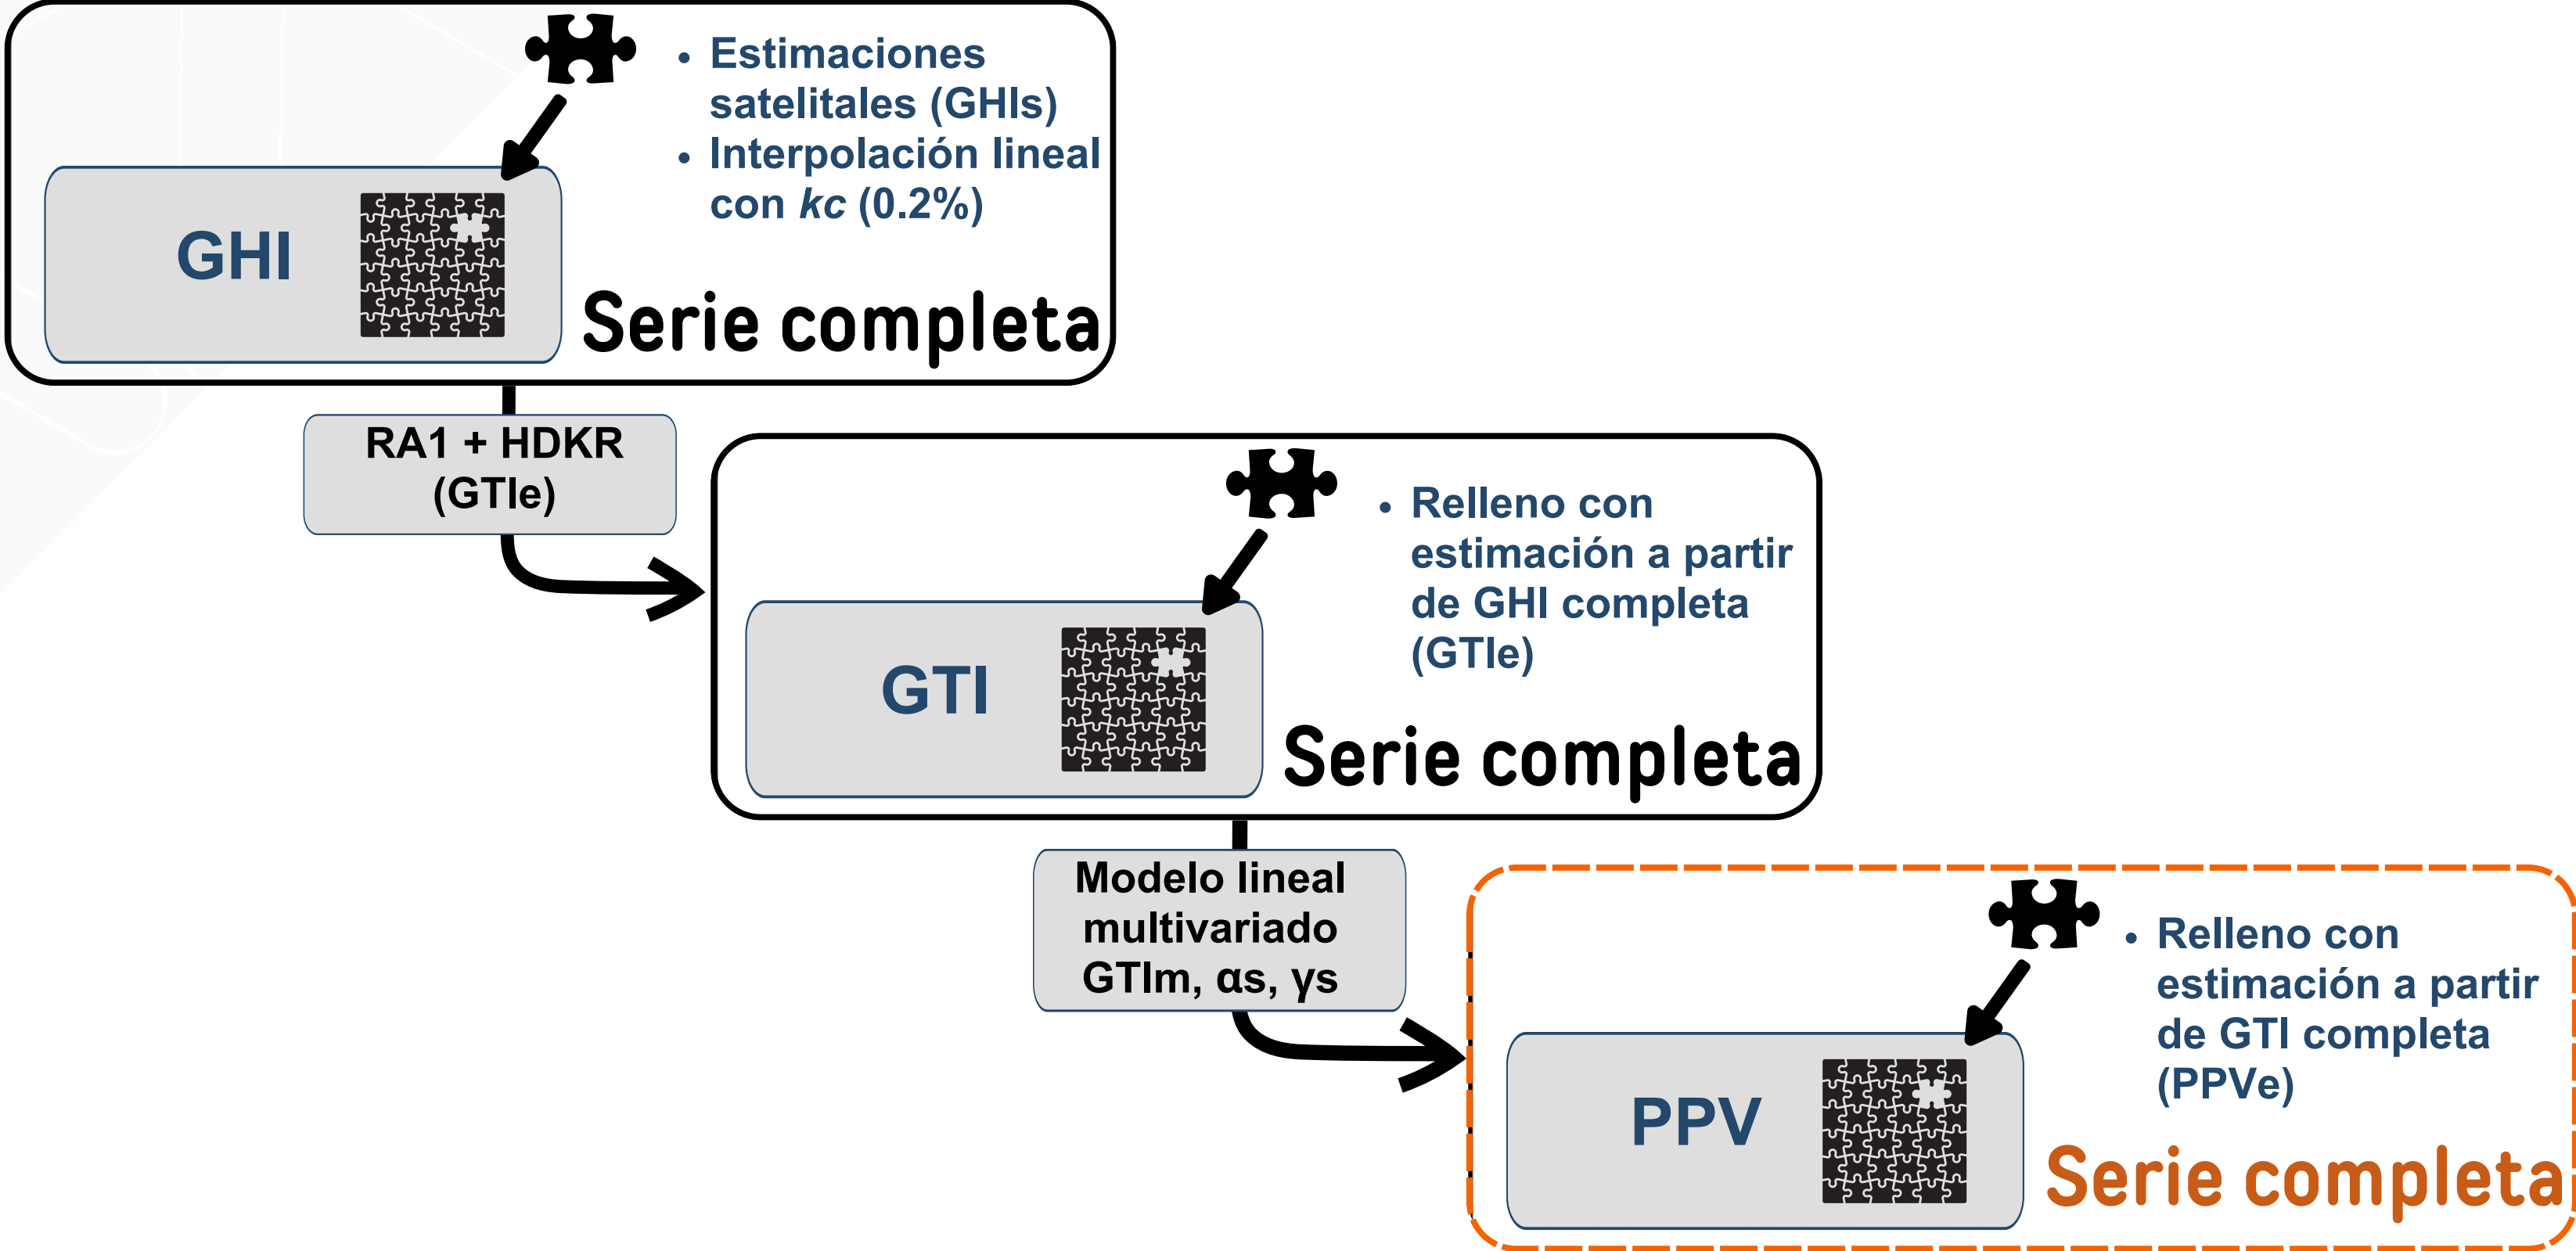 • Estimaciones
satelitales (GHIs)
• Interpolación lineal
con kc (0.2%)
GHI
Serie completa
RA1 + HDKR
(GTIe)
• Relleno con
estimación a partir
de GHI completa
(GTIe)
GTI
Serie completa
Modelo lineal
multivariado
GTIm, αs, γs
• Relleno con
estimación a partir
de GTI completa
(PPVe)
PPV
Serie completa